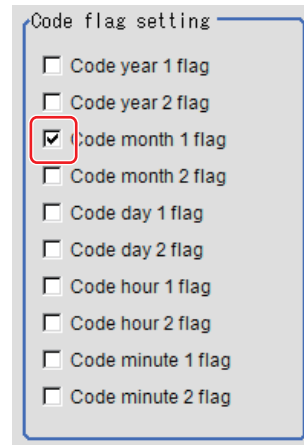 Code flag setting
Code year 1 flag
Code year 2 flag
Code month 1 flag
Code month 2 flag
Code day 1 flag
Code day 2 flag
Code hour 1 flag
Code hour 2 flag
Code minute 1 flag
Code minute 2 flag